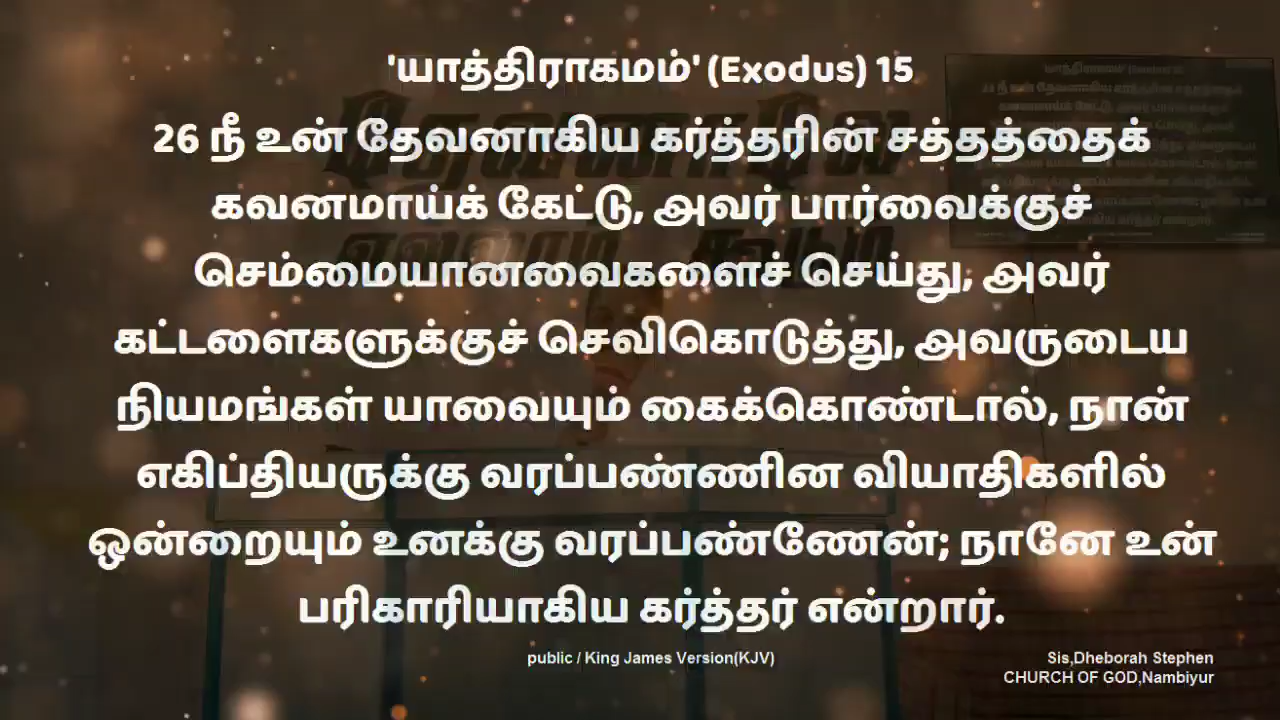 'யாத்திராகமம்' (Exodus) 15
26 நீ உன் தேவனாகிய கர்த்தரின் சத்தத்தைக்
கவனமாய்க் கேட்டு, அவர் பார்வைக்குச்
செம்மையானவைகளைச் செய்து, அவர்
கட்டளைகளுக்குச் செவிகொடுத்து, அவருடைய
நியமங்கள் யாவையும் கைக்கொண்டால், நான்
எகிப்தியருக்கு வரப்பண்ணின வியாதிகளில்
ஒன்றையும் உனக்கு வரப்பண்ணேன்; நானே உன்
பரிகாரியாகிய கர்த்தர் என்றார்.
public / King James Version(KJV)
Sis,Dheborah Stephen
CHURCH OF GOD,Nambiyur